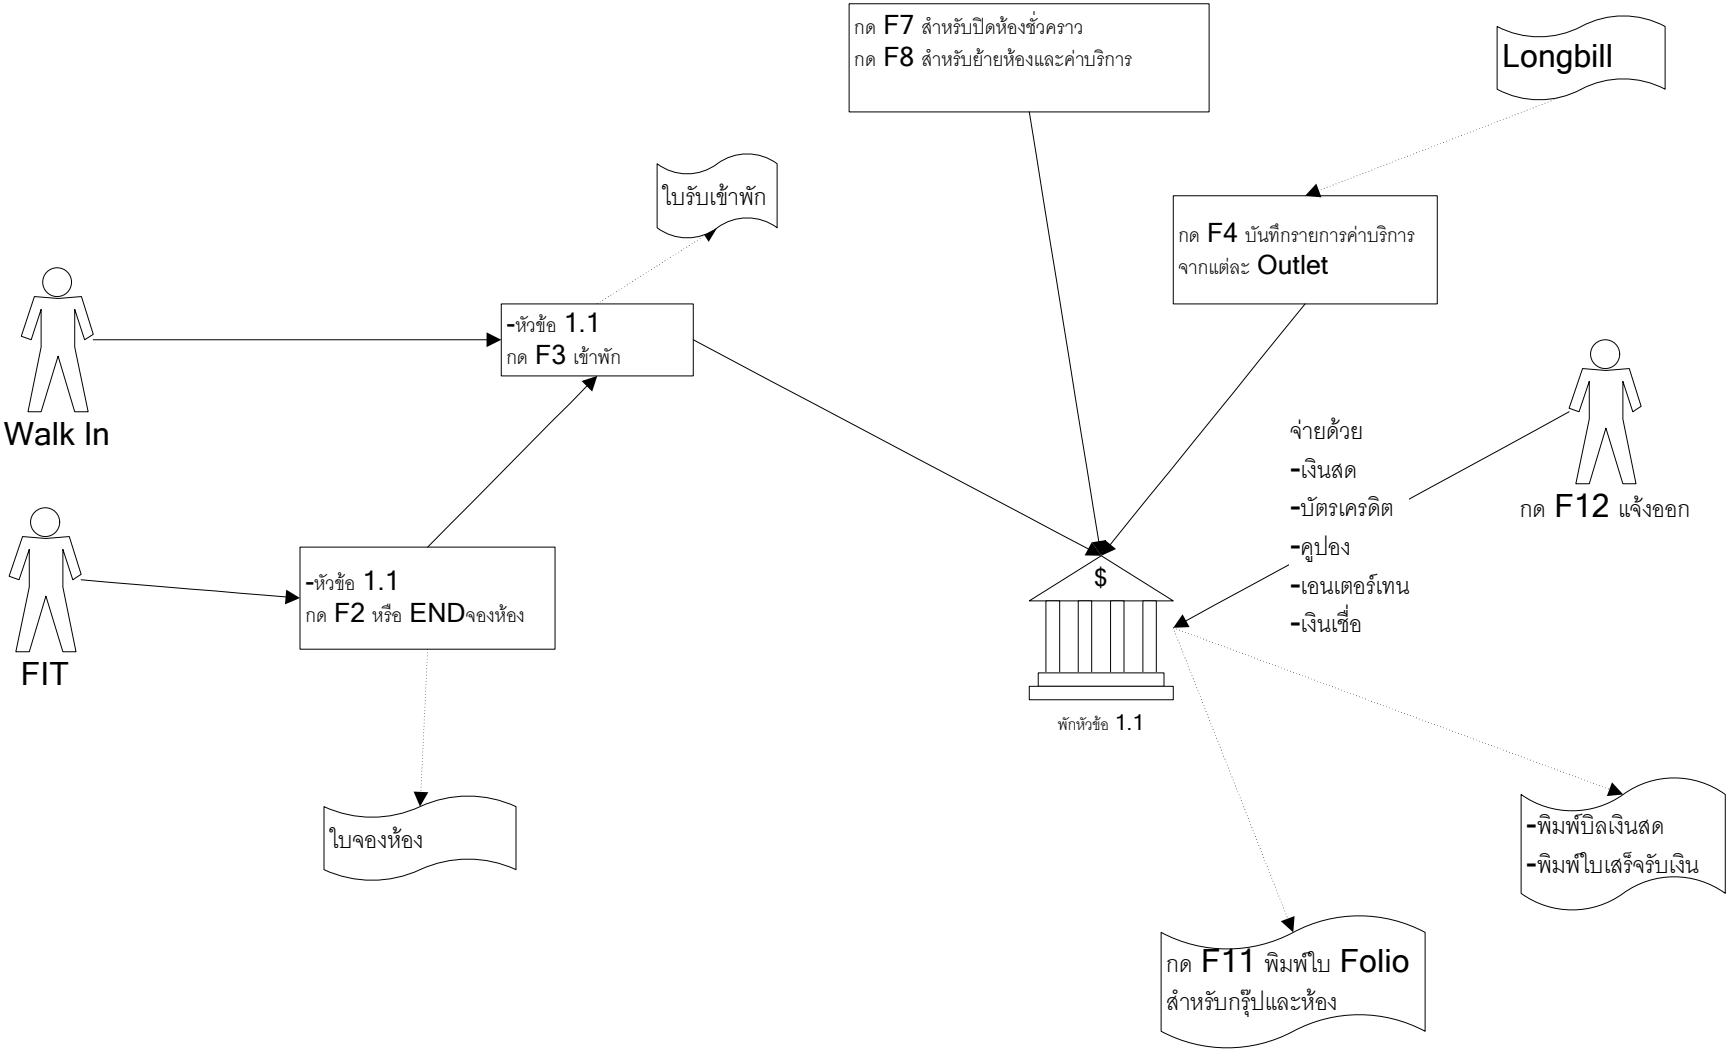 กด F7 สำหรับปิดห้องชั่วคราว
กด F8 สำหรับย้ายห้องและค่าบริการ
Longbill
ใบรับเข้าพัก
กด F4 บันทึกรายการค่าบริการ
จากแต่ละ Outlet
-หัวข้อ 1.1
กด F3 เข้าพัก
Walk In
จ่ายด้วย
-เงินสด
-บัตรเครดิต
-คูปอง
-เอนเตอร์เทน
-เงินเชื่อ
กด F12 แจ้งออก
-หัวข้อ 1.1
กด F2 หรือ ENDจองห้อง
FIT
$
พักหัวข้อ 1.1
ใบจองห้อง
-พิมพ์บิลเงินสด
-พิมพ์ใบเสร็จรับเงิน
กด F11 พิมพ์ใบ Folio
สำหรับกรุ๊ปและห้อง